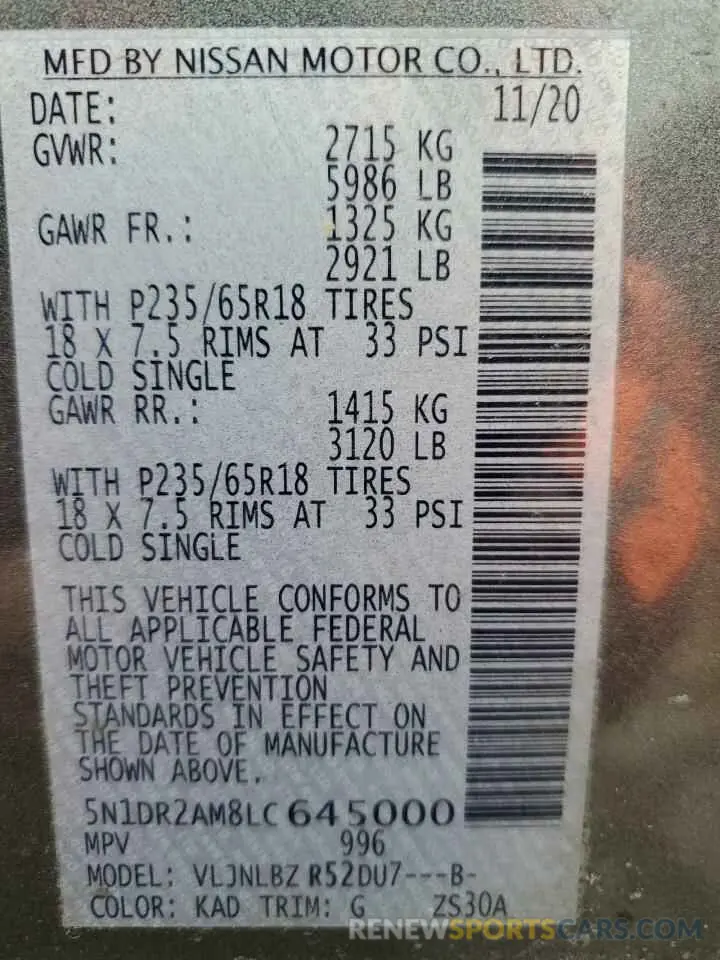 MFD BY NISSAN MOTOR CO., LTD.
DATE: 11/20
GVWR: 2715 KG
5986 LB
GAWR FR.: 1325 KG
2921 LB
WITH P235/65R18 TIRES
18 X 7.5 RIMS AT 33 PSI
COLD SINGLE
GAWR RR.: 1415 KG
3120 LB
WITH P235/65R18 TIRES
18 X 7.5 RIMS AT 33 PSI
COLD SINGLE
THIS VEHICLE CONFORMS TO
ALL APPLICABLE FEDERAL
MOTOR VEHICLE SAFETY AND
THEFT PREVENTION
STANDARDS IN EFFECT ON
THE DATE OF MANUFACTURE
SHOWN ABOVE.
5N1DR2AM8LC645000
MPV 996
MODEL: VLJNLBZ R52DU7---B-
COLOR: KAD TRIM: G ZS30A
RENEWSPORTSCARS.COM